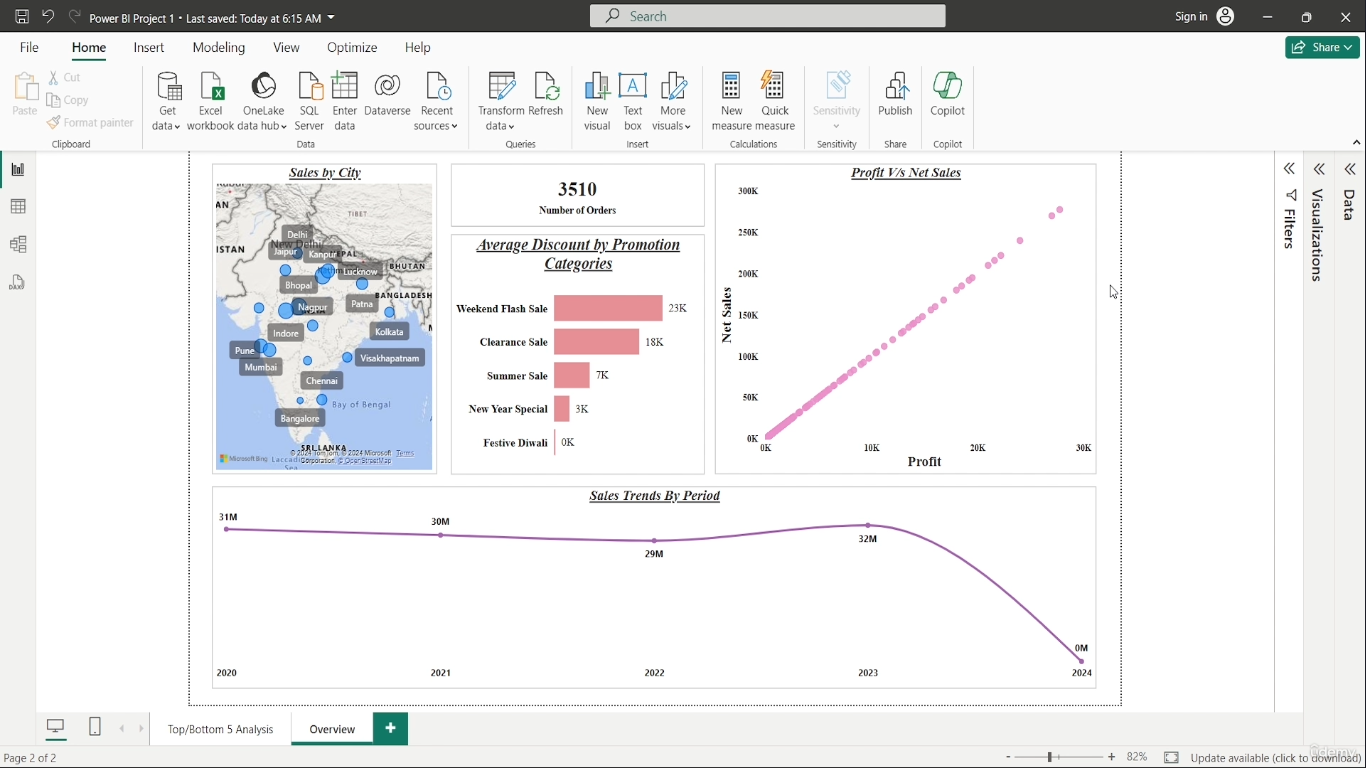 Power BI Project 1 • Last saved: Today at 6:15 AM
Search
Sign in
File
Home
Insert
Modeling
View
Optimize
Help
Share
Paste
Cut
Copy
Format painter
Clipboard
Get data
Excel workbook
OneLake data hub
SQL Server
Enter data
Dataverse
Recent sources
Data
Transform data
Refresh
Queries
New visual
Text box
More visuals
Insert
New measure
Quick measure
Calculations
Sensitivity
Sensitivity
Publish
Share
Copilot
Copilot
Sales by City
AN
TIBET
ISTAN
Delhi
New Delhi
Jaipur
Kanpur
NEPAL
Lucknow
BHUTAN
Bhopal
BANGLADESH
Nagpur
Patna
Indore
Kolkata
Pune
Visakhapatnam
Mumbai
Chennai
Bay of Bengal
Bangalore
SRI LANKA
Microsoft Bing
Laccadi
Sea
© 2024 TomTom, © 2024 Microsoft
Corporation, © OpenStreetMap
Terms
3510
Number of Orders
Average Discount by Promotion
Categories
Weekend Flash Sale 23K
Clearance Sale 18K
Summer Sale 7K
New Year Special 3K
Festive Diwali 0K
Profit V/s Net Sales
Net Sales
300K
250K
200K
150K
100K
50K
0K
0K 10K 20K 30K
Profit
Sales Trends By Period
31M
30M
29M
32M
0M
2020 2021 2022 2023 2024
Filters
Visualizations
Data
DAX
Top/Bottom 5 Analysis
Overview
+
Page 2 of 2
- + 82%
Update available (click to download)
ûdemy